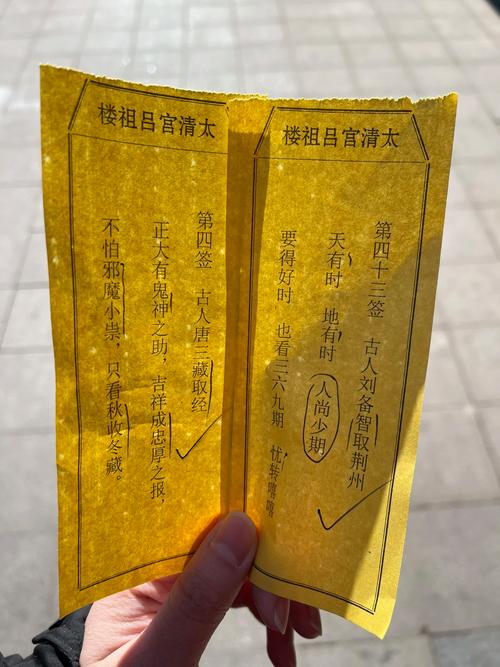 太清宫吕祖楼
第四十三签 古人刘备智取荆州
天有时 地有时 人尚少期
要得好时 也看三六九期 忧转嘻嘻
太清宫吕祖楼
第四签 古人唐三藏取经
正大有鬼神之助，吉祥成忠厚之报，
不怕邪魔小祟，只看秋收冬藏。